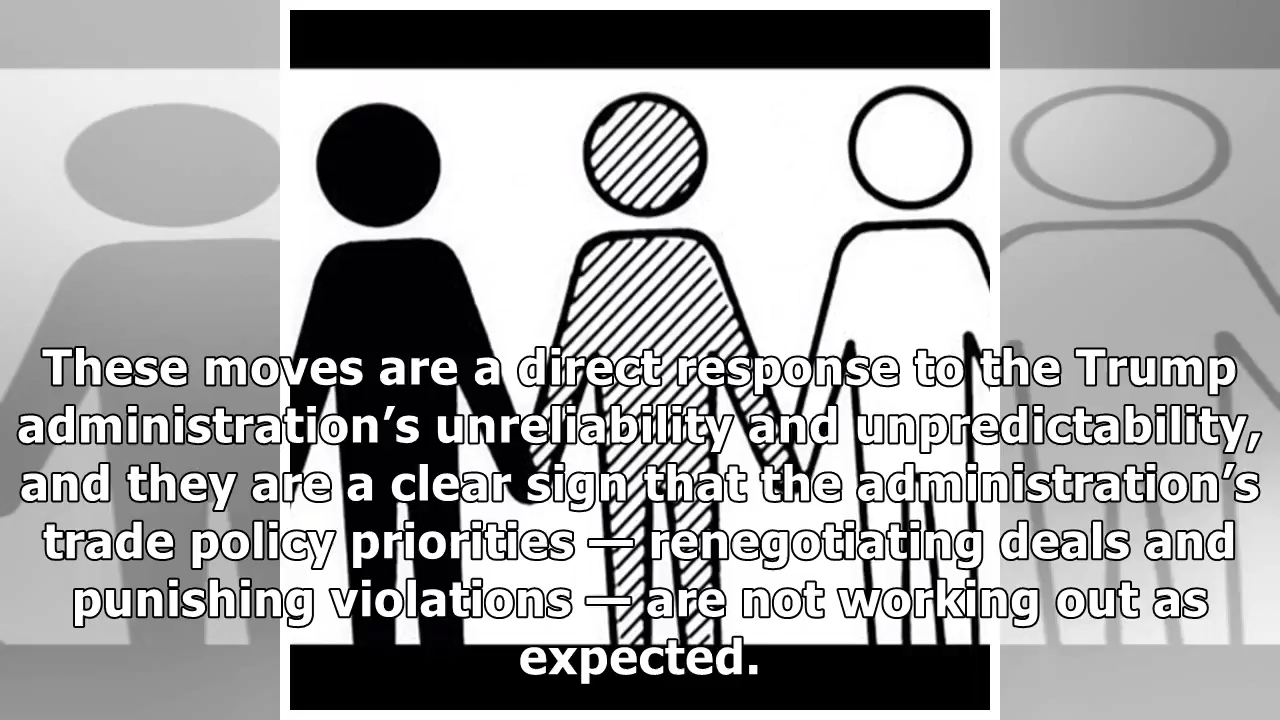 These moves are a direct response to the Trump
administration’s unreliability and unpredictability,
and they are a clear sign that the administration’s
trade policy priorities — renegotiating deals and
punishing violations — are not working out as
expected.